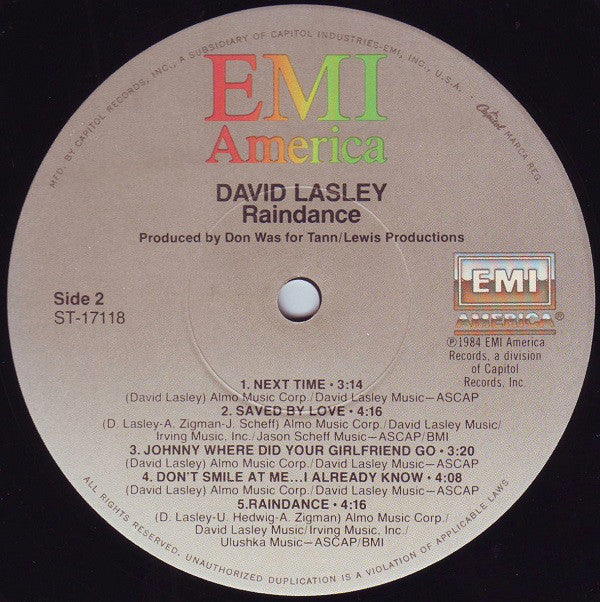 MFD. BY CAPITOL RECORDS, INC., A SUBSIDIARY OF CAPITOL INDUSTRIES-EMI, INC., U.S.A. • Capitol MARCA REG.
EMI
America
DAVID LASLEY
Raindance
Produced by Don Was for Tann/Lewis Productions
Side 2
ST-17118
EMI
AMERICA®
℗1984 EMI America
Records, a division
of Capitol
Records, Inc.
1. NEXT TIME • 3:14
(David Lasley) Almo Music Corp./David Lasley Music—ASCAP
2. SAVED BY LOVE • 4:16
(D. Lasley-A. Zigman-J. Scheff) Almo Music Corp./David Lasley Music/
Irving Music, Inc./Jason Scheff Music—ASCAP/BMI
3. JOHNNY WHERE DID YOUR GIRLFRIEND GO • 3:20
(David Lasley) Almo Music Corp./David Lasley Music—ASCAP
4. DON'T SMILE AT ME...I ALREADY KNOW • 4:08
(David Lasley) Almo Music Corp./David Lasley Music—ASCAP
5.RAINDANCE • 4:16
(D. Lasley-U. Hedwig-A. Zigman) Almo Music Corp./
David Lasley Music/Irving Music, Inc./
Ulushka Music—ASCAP/BMI
ALL RIGHTS RESERVED. UNAUTHORIZED DUPLICATION IS A VIOLATION OF APPLICABLE LAWS